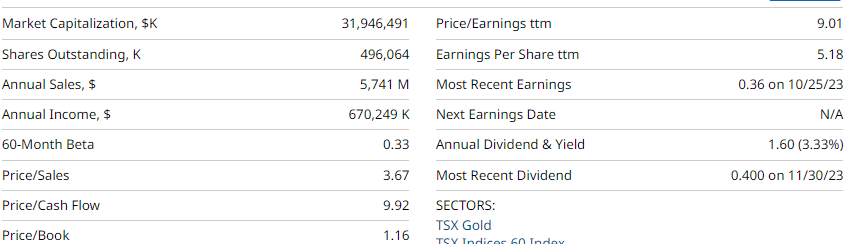 Market Capitalization, $K 31,946,491
Shares Outstanding, K 496,064
Annual Sales, $ 5,741 M
Annual Income, $ 670,249 K
60-Month Beta 0.33
Price/Sales 3.67
Price/Cash Flow 9.92
Price/Book 1.16
Price/Earnings ttm 9.01
Earnings Per Share ttm 5.18
Most Recent Earnings 0.36 on 10/25/23
Next Earnings Date N/A
Annual Dividend & Yield 1.60 (3.33%)
Most Recent Dividend 0.400 on 11/30/23
SECTORS:
TSX Gold
TSX Indices 60 Index